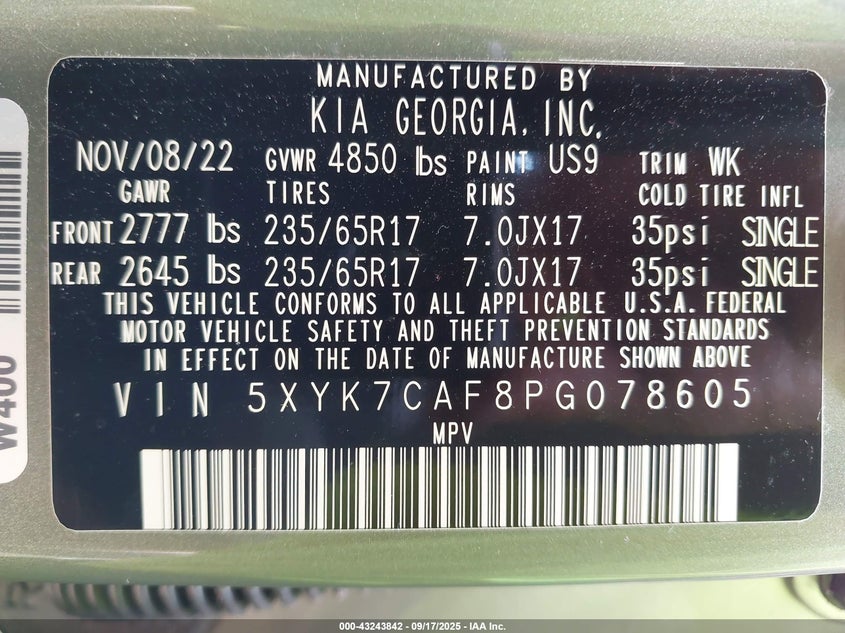 MANUFACTURED BY
KIA GEORGIA, INC.
NOV/08/22 GVWR 4850 lbs PAINT US9 TRIM WK
GAWR TIRES RIMS COLD TIRE INFL
FRONT 2777 lbs 235/65R17 7.0JX17 35psi SINGLE
REAR 2645 lbs 235/65R17 7.0JX17 35psi SINGLE
THIS VEHICLE CONFORMS TO ALL APPLICABLE U.S.A. FEDERAL
MOTOR VEHICLE SAFETY AND THEFT PREVENTION STANDARDS
IN EFFECT ON THE DATE OF MANUFACTURE SHOWN ABOVE
VIN 5XYK7CAF8PG078605
MPV
W400
000-43243842 - 09/17/2025 - IAA Inc.